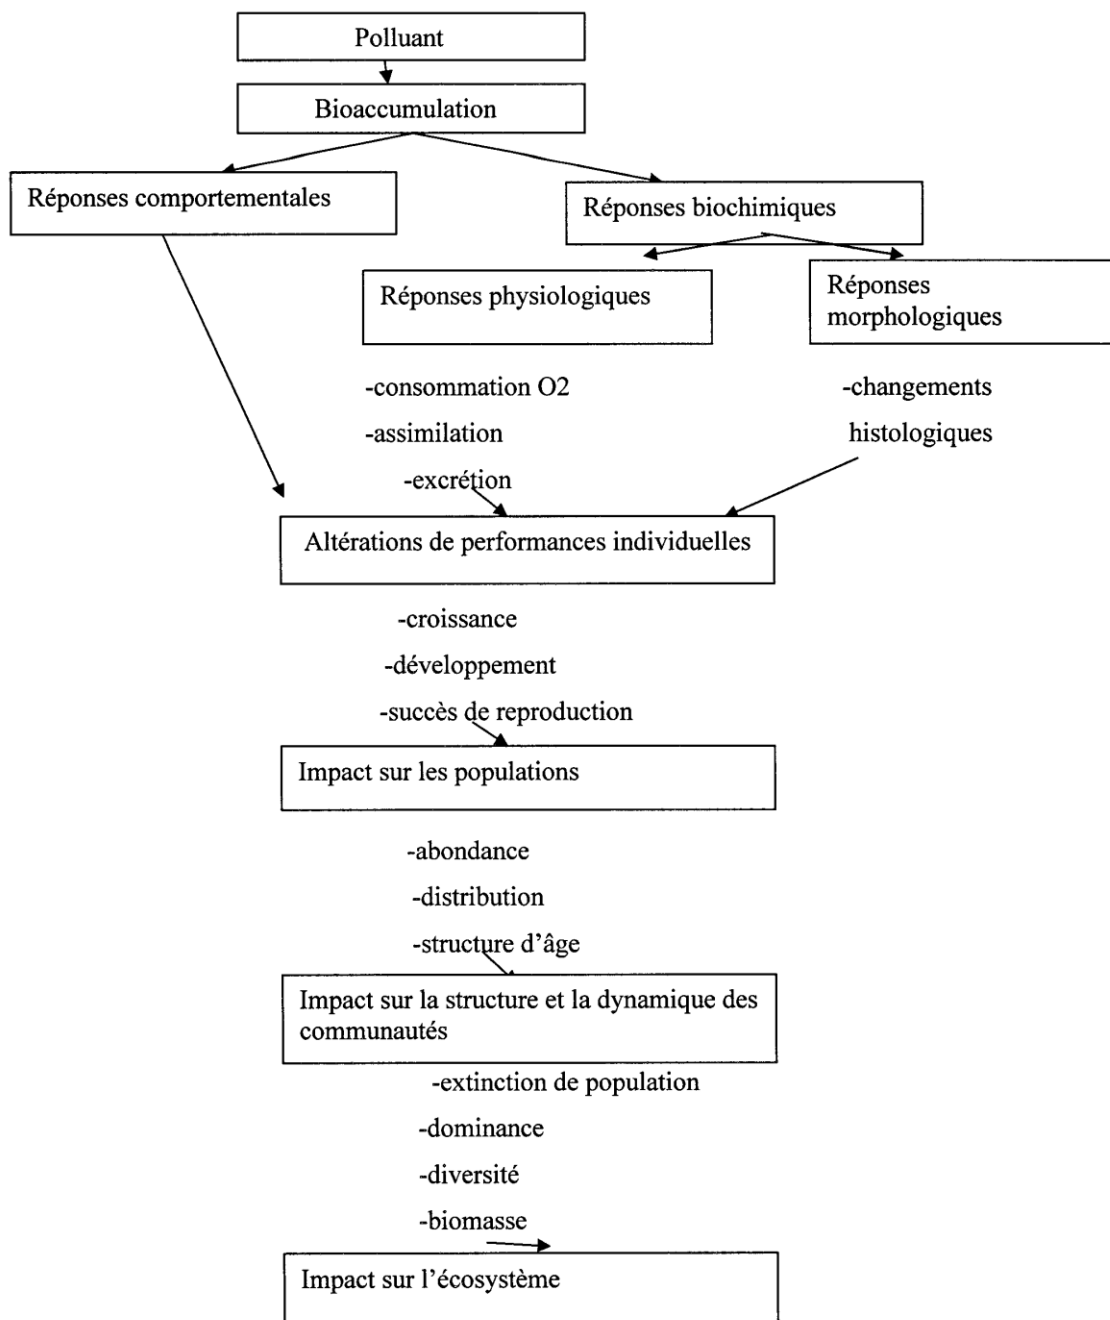 Polluant
Bioaccumulation
Réponses comportementales
Réponses biochimiques
Réponses physiologiques
Réponses
morphologiques
-consommation O2
-changements
-assimilation
histologiques
-excrétion
Altérations de performances individuelles
-croissance
-développement
-succès de reproduction
Impact sur les populations
-abondance
-distribution
-structure d'âge
Impact sur la structure et la dynamique des
communautés
-extinction de population
-dominance
-diversité
-biomasse
Impact sur l'écosystème